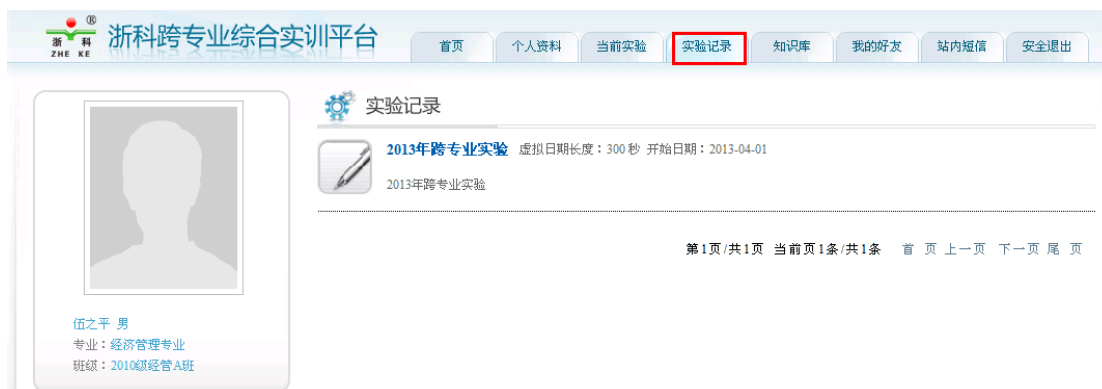 ®
浙 科
ZHE KE
浙科跨专业综合实训平台
首页 个人资料 当前实验 实验记录 知识库 我的好友 站内短信 安全退出
实验记录
2013年跨专业实验 虚拟日期长度：300 秒 开始日期：2013-04-01
2013年跨专业实验
第1页/共1页 当前页1条/共1条 首 页 上一页 下一页 尾 页
伍之平 男
专业：经济管理专业
班级：2010级经管A班